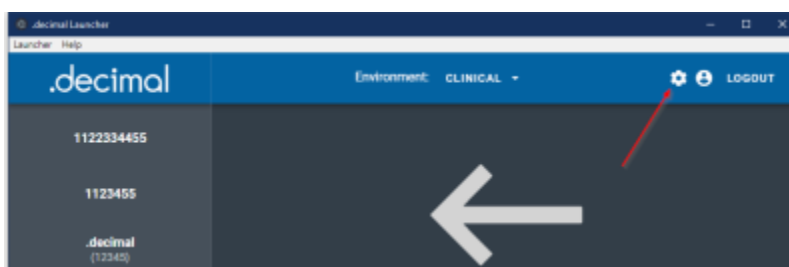 .decimal Launcher
Launcher Help
.decimal Environment: CLINICAL LOGOUT
1122334455
1123455
.decimal
(12345)